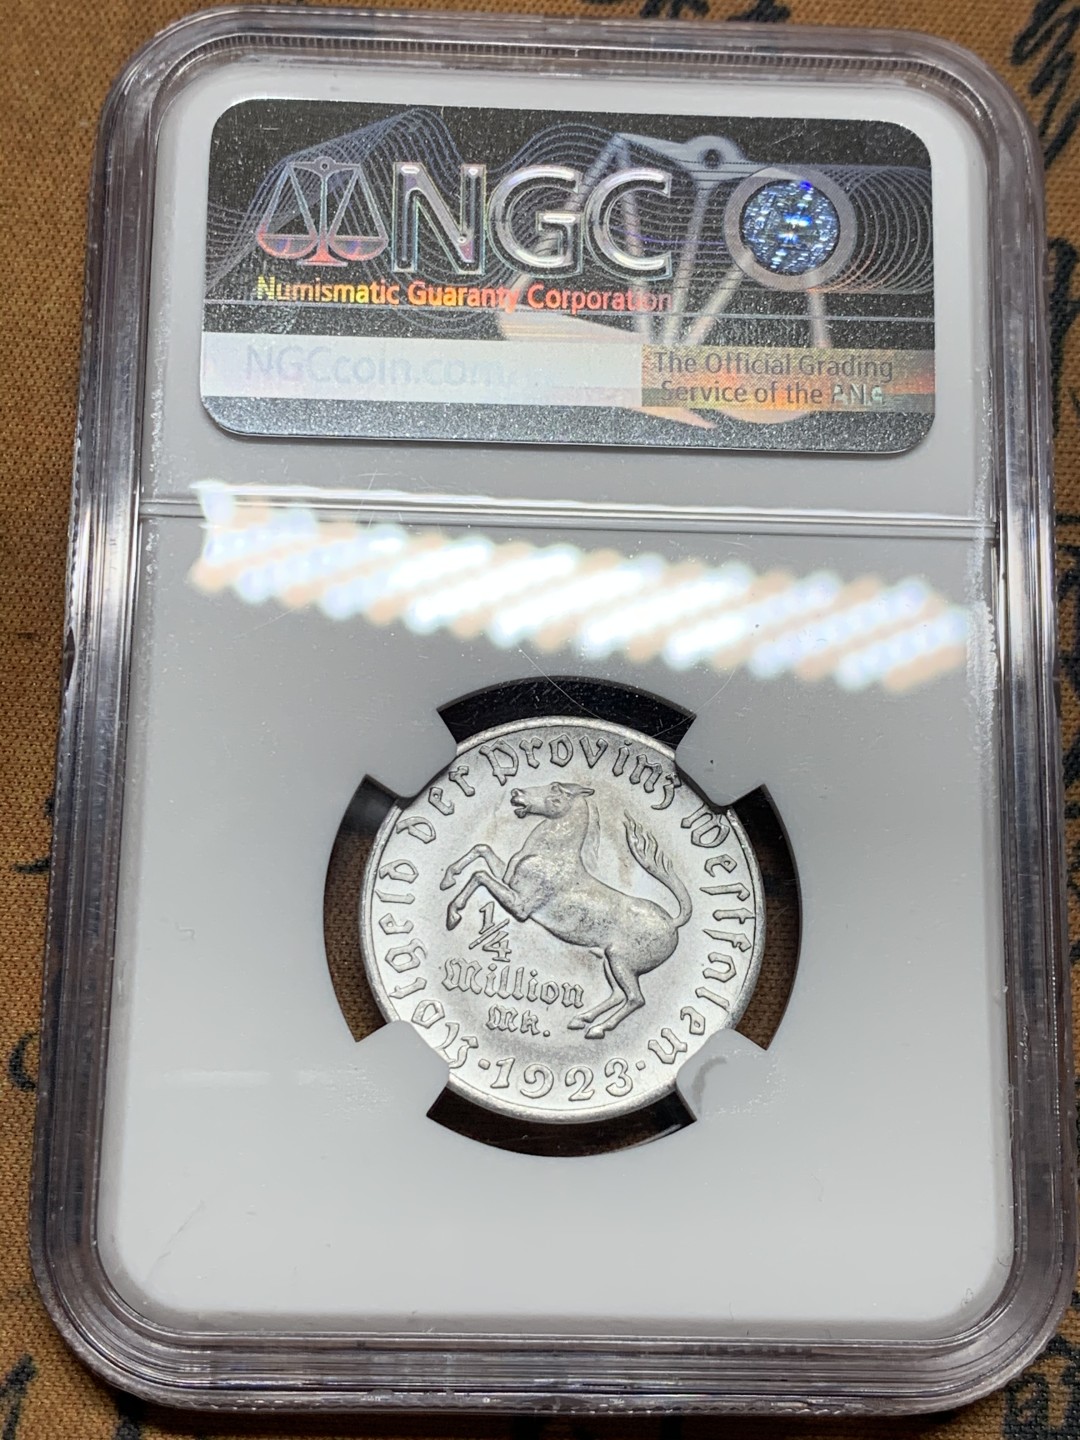 NGC
Numismatic Guaranty Corporation
NGCcoin.com
The Official Grading
Service of the PNG
Notgeld der Provinz Westfalen
1/4
Million
Mk.
·1923·